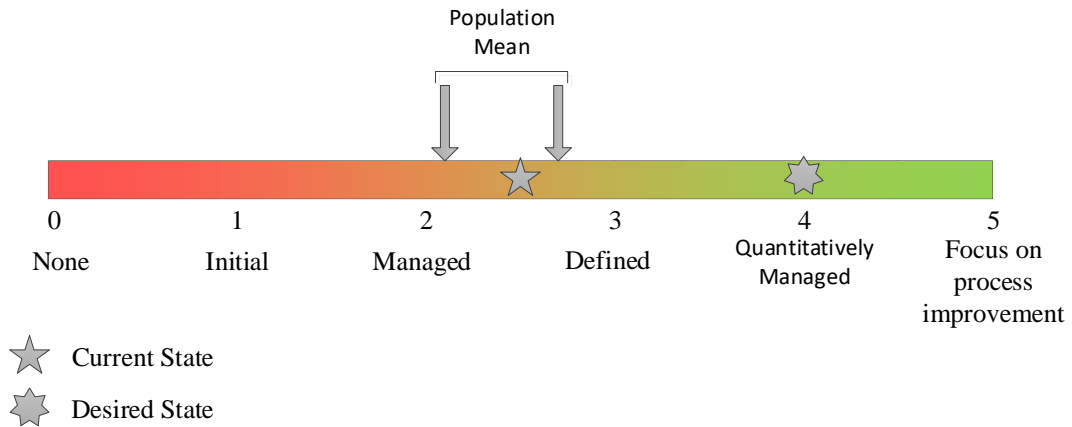 Population
Mean
0 1 2 3 4 5
None Initial Managed Defined Quantitatively
Managed Focus on
process
improvement
Current State
Desired State